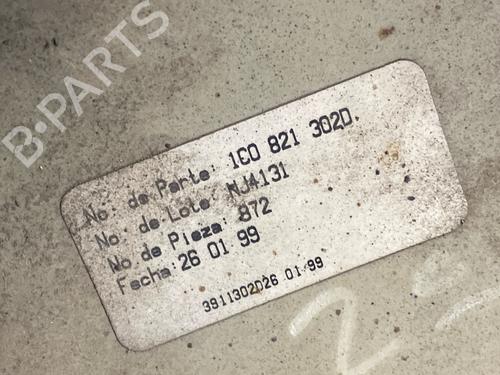 B-PARTS
No: de Parte: 1C0 821 302D.
No: de Lote: MJ4131
No de Pieza: 872
Fecha: 26 01 99
3911302D26 01 99